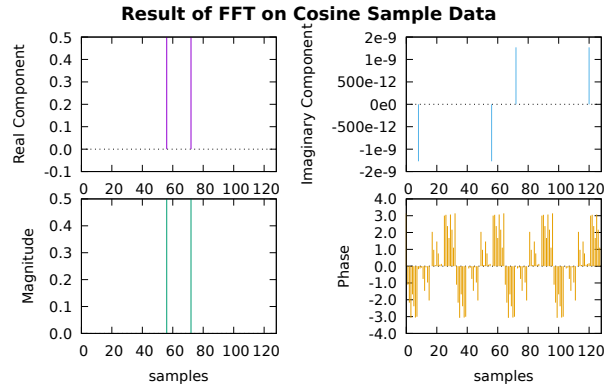 Result of FFT on Cosine Sample Data
Real Component
0.5
0.4
0.3
0.2
0.1
0.0
-0.1
0 20 40 60 80 100 120
Imaginary Component
2e-9
1e-9
500e-12
0e0
-500e-12
-1e-9
-2e-9
0 20 40 60 80 100 120
Magnitude
0.5
0.4
0.3
0.2
0.1
0.0
0 20 40 60 80 100 120
samples
Phase
4.0
3.0
2.0
1.0
0.0
-1.0
-2.0
-3.0
-4.0
0 20 40 60 80 100 120
samples